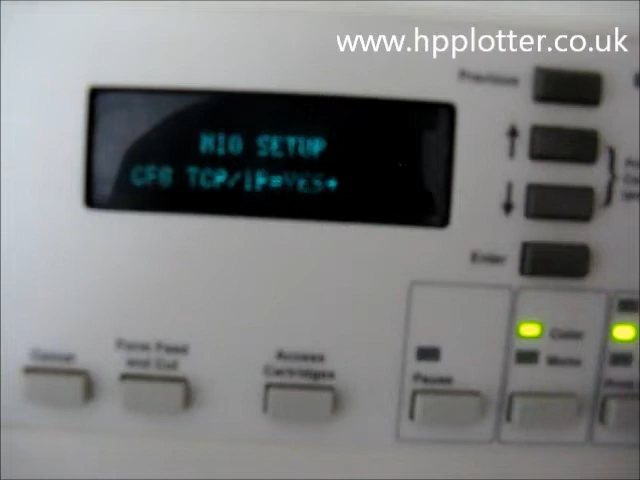 www.hpplotter.co.uk
Previous
MIO SETUP
CFG TCP/IP=YES*
Enter
Cancel
Form Feed
and Cut
Access
Cartridges
Pause
Color
Mono